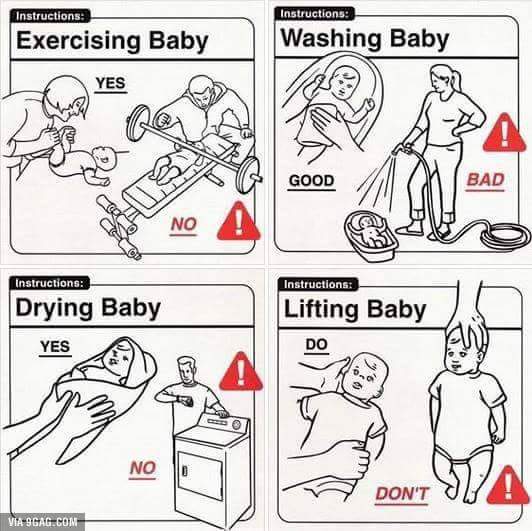 Instructions:
Exercising Baby
YES
NO
Instructions:
Washing Baby
GOOD
BAD
Instructions:
Drying Baby
YES
NO
Instructions:
Lifting Baby
DO
DON'T
VIA 9GAG.COM